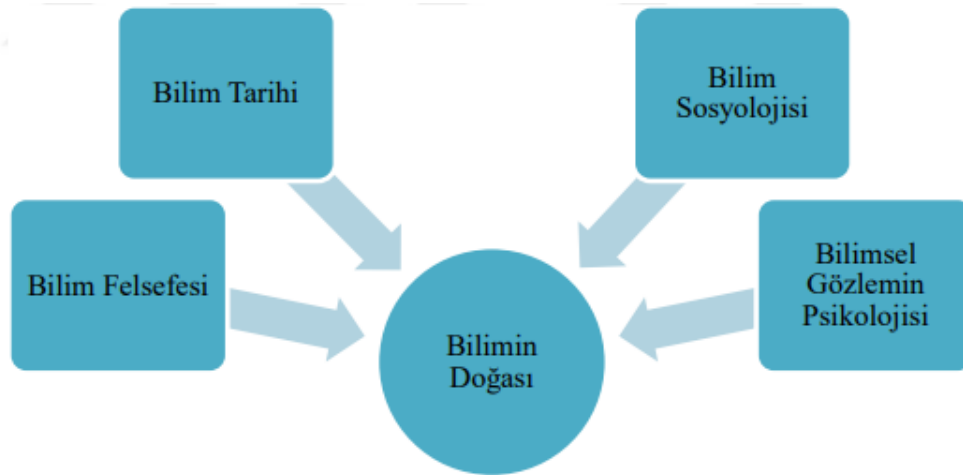 Bilim Tarihi
Bilim
Sosyolojisi
Bilim Felsefesi
Bilimsel
Gözlemin
Psikolojisi
Bilimin
Doğası